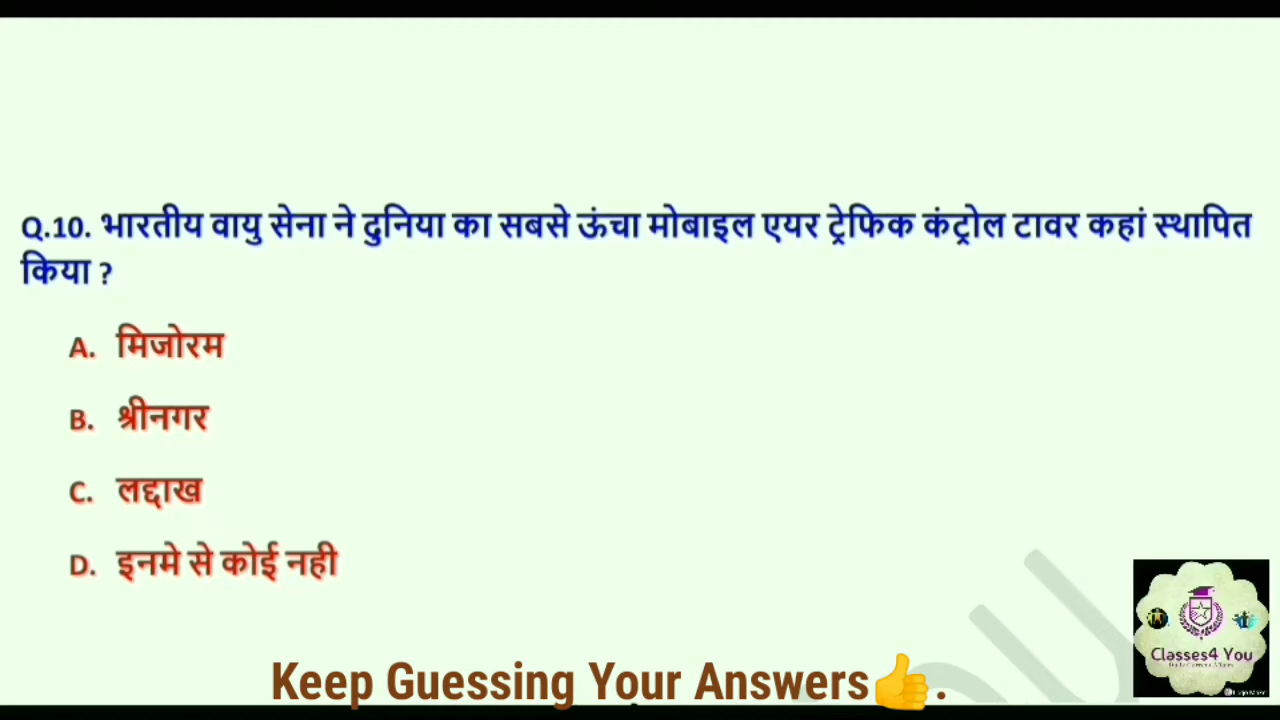 Q.10. भारतीय वायु सेना ने दुनिया का सबसे ऊंचा मोबाइल एयर ट्रेफिक कंट्रोल टावर कहां स्थापित
किया ?
A. मिजोरम
B. श्रीनगर
C. लद्दाख
D. इनमे से कोई नही
Classes4 You
Keep Guessing Your Answers👍.